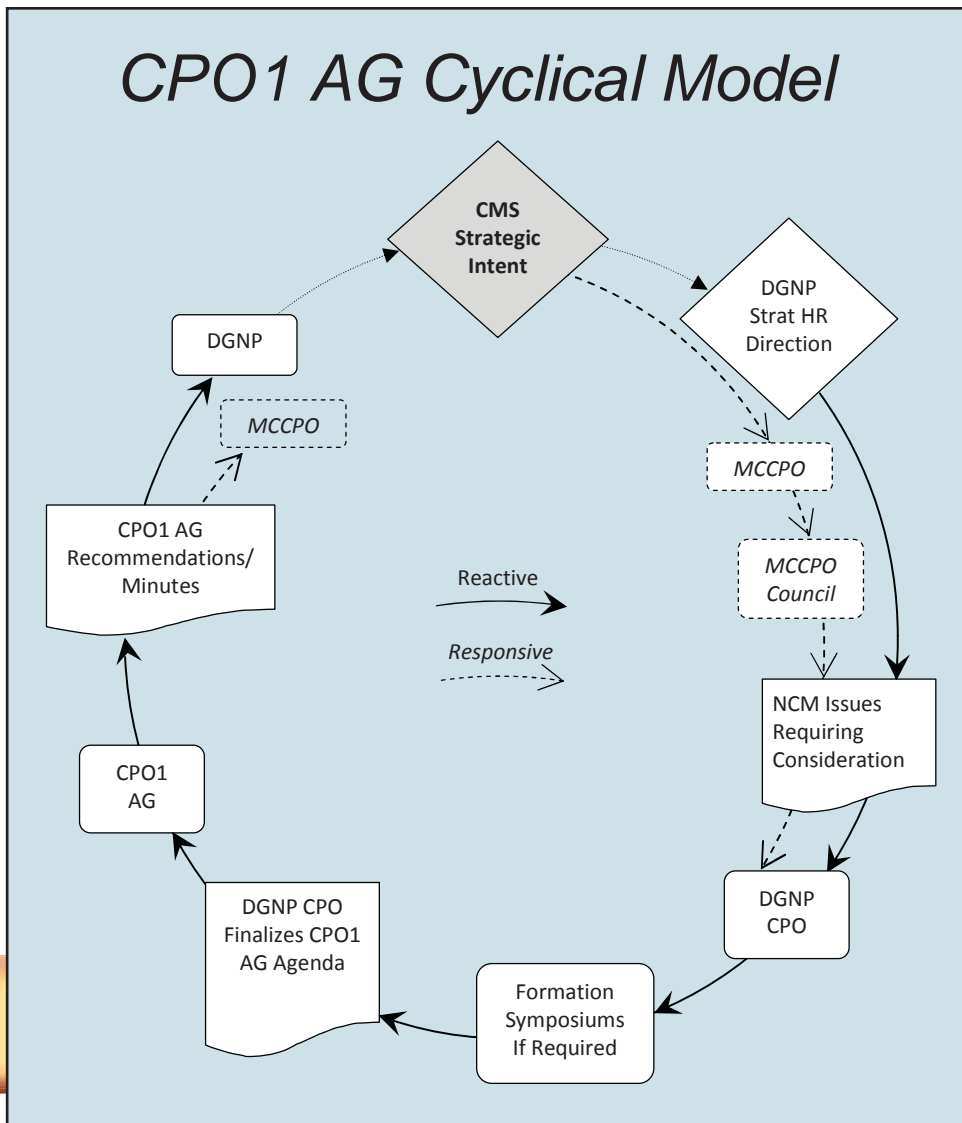 CPO1 AG Cyclical Model
CMS
Strategic
Intent
DGNP
Strat HR
Direction
DGNP
MCCPO
MCCPO
CPO1 AG
Recommendations/
Minutes
MCCPO
Council
Reactive
Responsive
NCM Issues
Requiring
Consideration
CPO1
AG
DGNP
CPO
DGNP CPO
Finalizes CPO1
AG Agenda
Formation
Symposiums
If Required